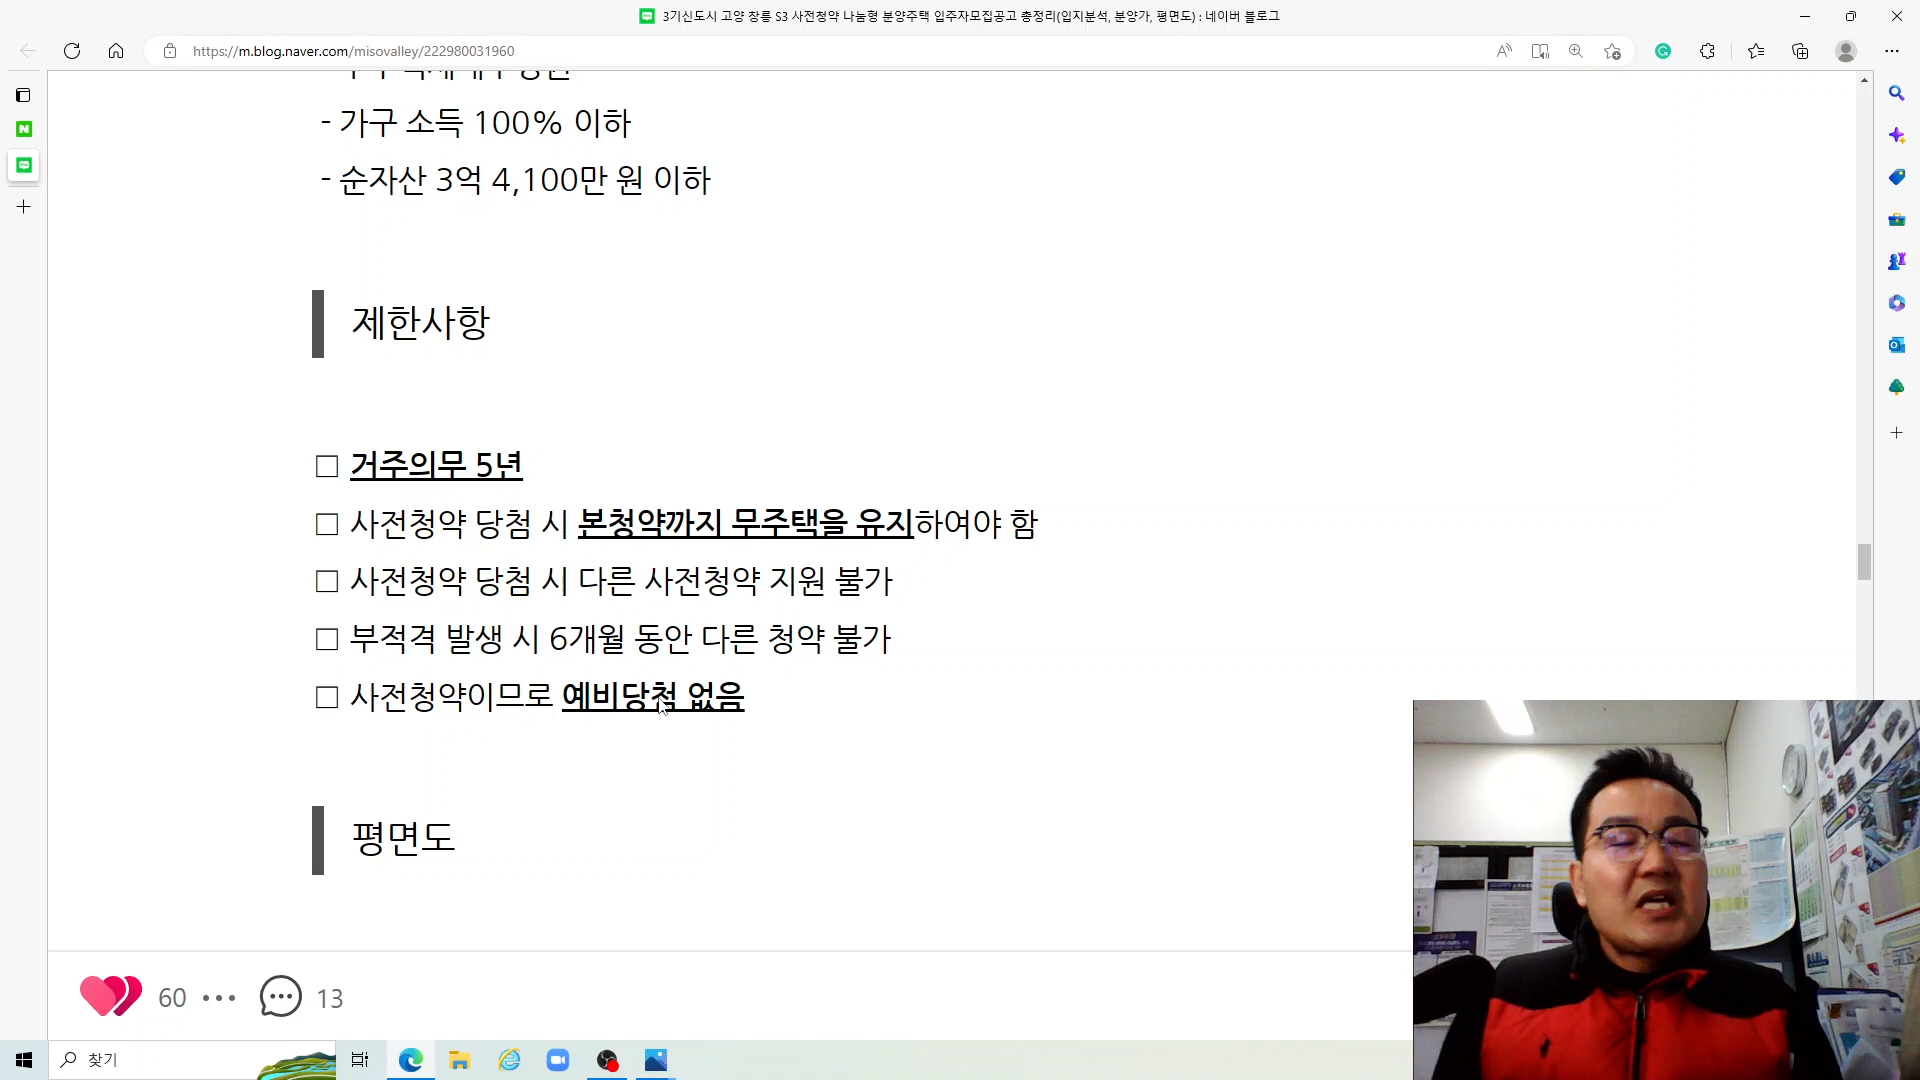 3기신도시 고양 창릉 S3 사전청약 나눔형 분양주택 입주자모집공고 총정리(입지분석, 분양가, 평면도) : 네이버 블로그
https://m.blog.naver.com/misovalley/222980031960
- 가구 소득 100% 이하
- 순자산 3억 4,100만 원 이하
제한사항
□ 거주의무 5년
□ 사전청약 당첨 시 본청약까지 무주택을 유지하여야 함
□ 사전청약 당첨 시 다른 사전청약 지원 불가
□ 부적격 발생 시 6개월 동안 다른 청약 불가
□ 사전청약이므로 예비당첨 없음
평면도
60 ••• 13
찾기